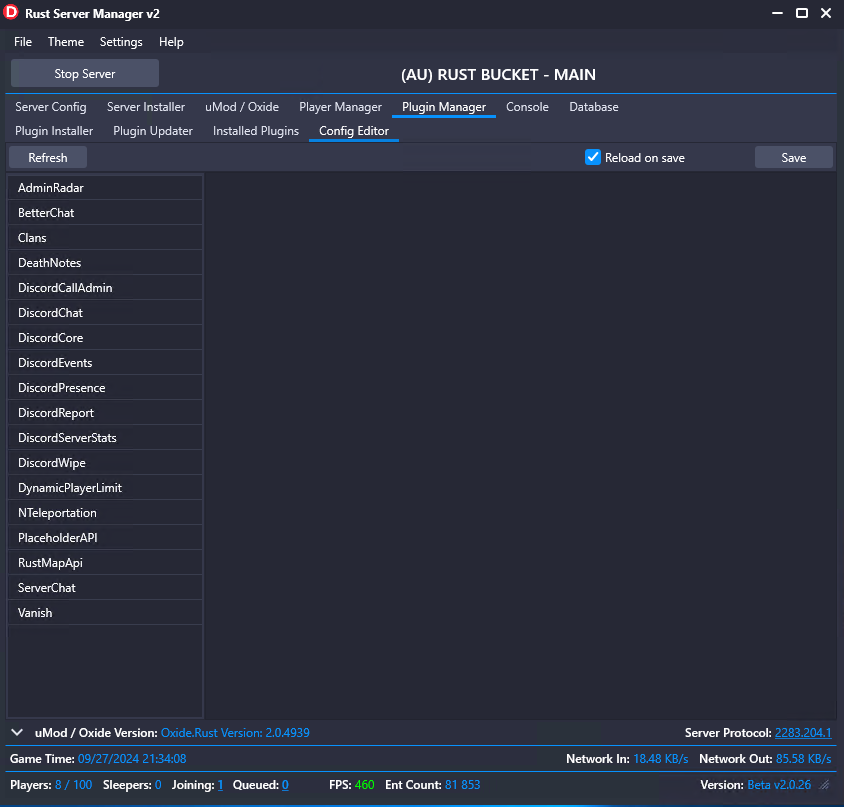 D Rust Server Manager v2
File Theme Settings Help
Stop Server (AU) RUST BUCKET - MAIN
Server Config Server Installer uMod / Oxide Player Manager Plugin Manager Console Database
Plugin Installer Plugin Updater Installed Plugins Config Editor
Refresh Reload on save Save
AdminRadar
BetterChat
Clans
DeathNotes
DiscordCallAdmin
DiscordChat
DiscordCore
DiscordEvents
DiscordPresence
DiscordReport
DiscordServerStats
DiscordWipe
DynamicPlayerLimit
NTeleportation
PlaceholderAPI
RustMapApi
ServerChat
Vanish
uMod / Oxide Version: Oxide.Rust Version: 2.0.4939 Server Protocol: 2283.204.1
Game Time: 09/27/2024 21:34:08 Network In: 18.48 KB/s Network Out: 85.58 KB/s
Players: 8 / 100 Sleepers: 0 Joining: 1 Queued: 0 FPS: 460 Ent Count: 81 853 Version: Beta v2.0.26